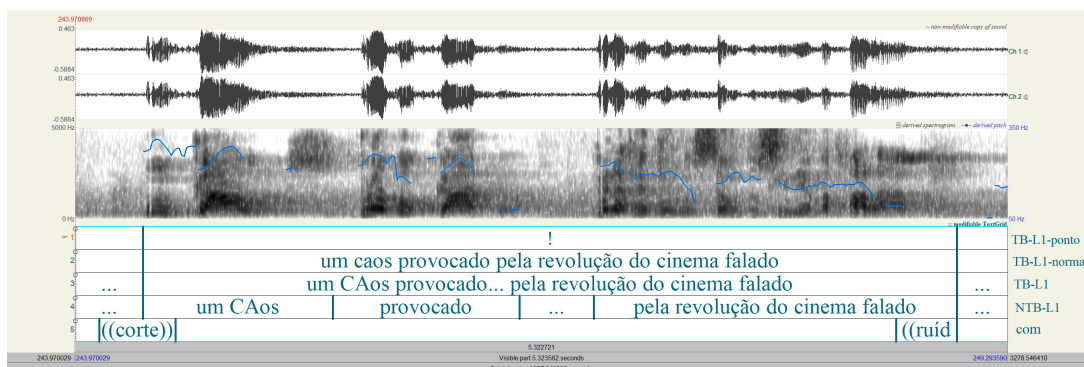 243.970869
0.463
~ non-modifiable copy of sound
Ch 1
-0.5884
0.463
Ch 2
-0.5884
derived spectrogram derived pitch
5000 Hz
350 Hz
0 Hz
50 Hz
modifiable TextGrid
1 ! TB-L1-ponto
2 um caos provocado pela revolução do cinema falado TB-L1-norma
3 ... um CAos provocado... pela revolução do cinema falado ... TB-L1
4 ... um CAos provocado ... pela revolução do cinema falado ... NTB-L1
5 ((corte)) ((ruíd com
5.322721
243.970029 243.970029 Visible part 5.323562 seconds 249.293590 3278.546410